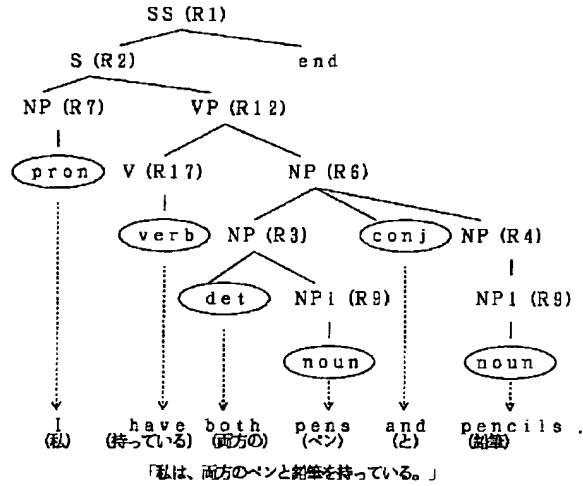 SS (R1)
S (R2) end
NP (R7) VP (R12)
pron V (R17) NP (R6)
verb NP (R3) conj NP (R4)
det NP1 (R9) NP1 (R9)
noun noun
I have both pens and pencils .
(私) (持っている) (両方の) (ペン) (と) (鉛筆)
「私は、両方のペンと鉛筆を持っている。」